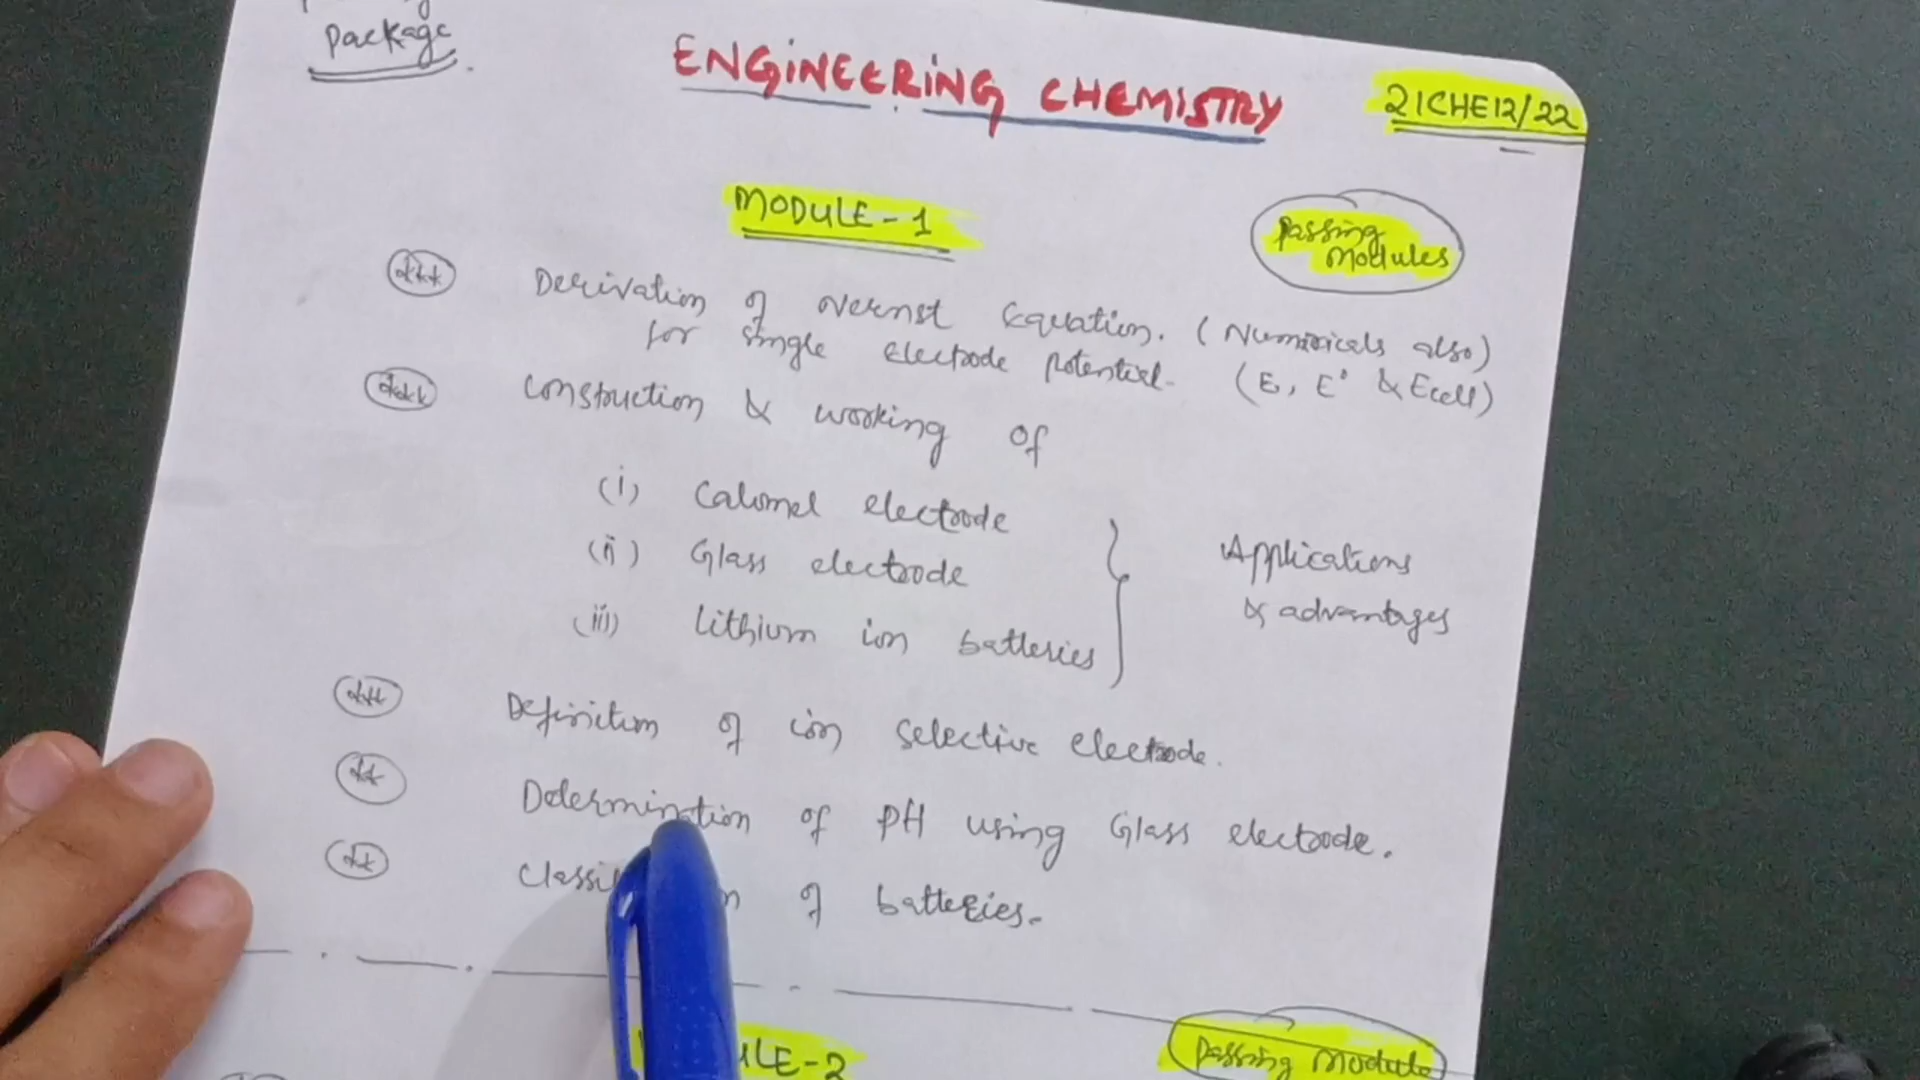 Package
ENGINEERING CHEMISTRY
21CHE12/22
MODULE-1
Passing
Modules
*** Derivation of Nernst Equation. (Numericals also)
for single electrode potential. (E, E° & Ecell)
*** Construction & working of
(i) Calomel electrode
(ii) Glass electrode
(iii) Lithium ion batteries
Applications
& advantages
Definition of ion selective electrode.
** Determination of PH using Glass electrode.
** of batteries.
-2
Passing Module